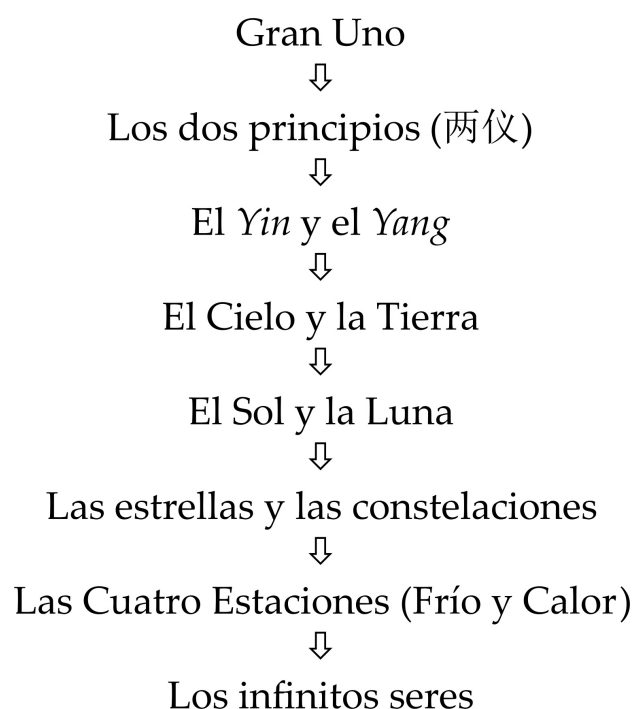 Gran Uno
⇩
Los dos principios (两仪)
⇩
El Yin y el Yang
⇩
El Cielo y la Tierra
⇩
El Sol y la Luna
⇩
Las estrellas y las constelaciones
⇩
Las Cuatro Estaciones (Frío y Calor)
⇩
Los infinitos seres